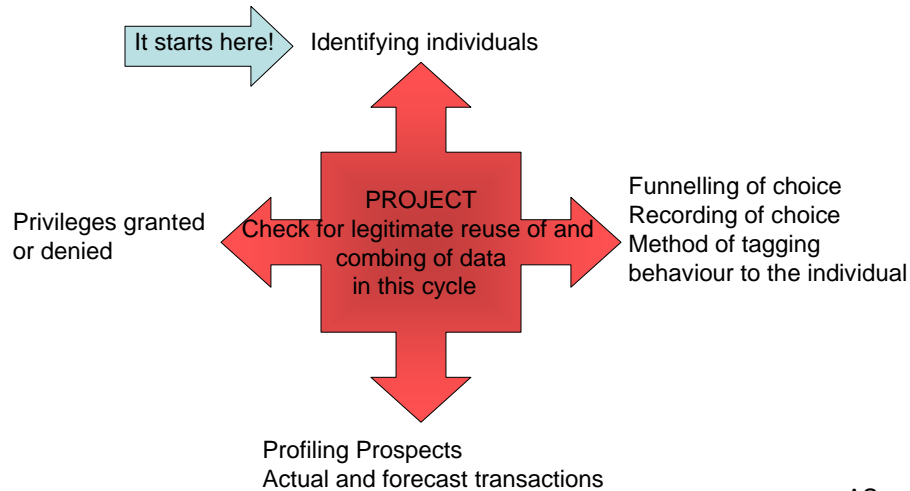 It starts here!
Identifying individuals
PROJECT
Check for legitimate reuse of and
combing of data
in this cycle
Privileges granted
or denied
Funnelling of choice
Recording of choice
Method of tagging
behaviour to the individual
Profiling Prospects
Actual and forecast transactions